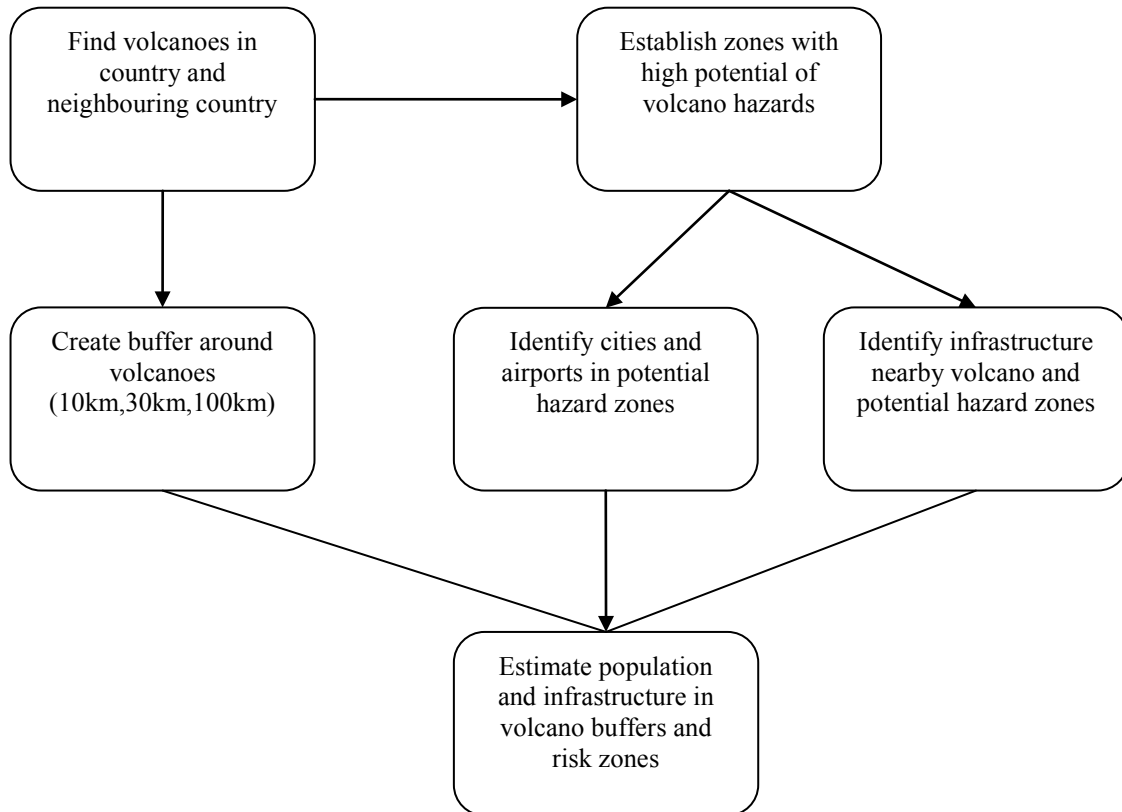 Find volcanoes in
country and
neighbouring country
Establish zones with
high potential of
volcano hazards
Create buffer around
volcanoes
(10km,30km,100km)
Identify cities and
airports in potential
hazard zones
Identify infrastructure
nearby volcano and
potential hazard zones
Estimate population
and infrastructure in
volcano buffers and
risk zones